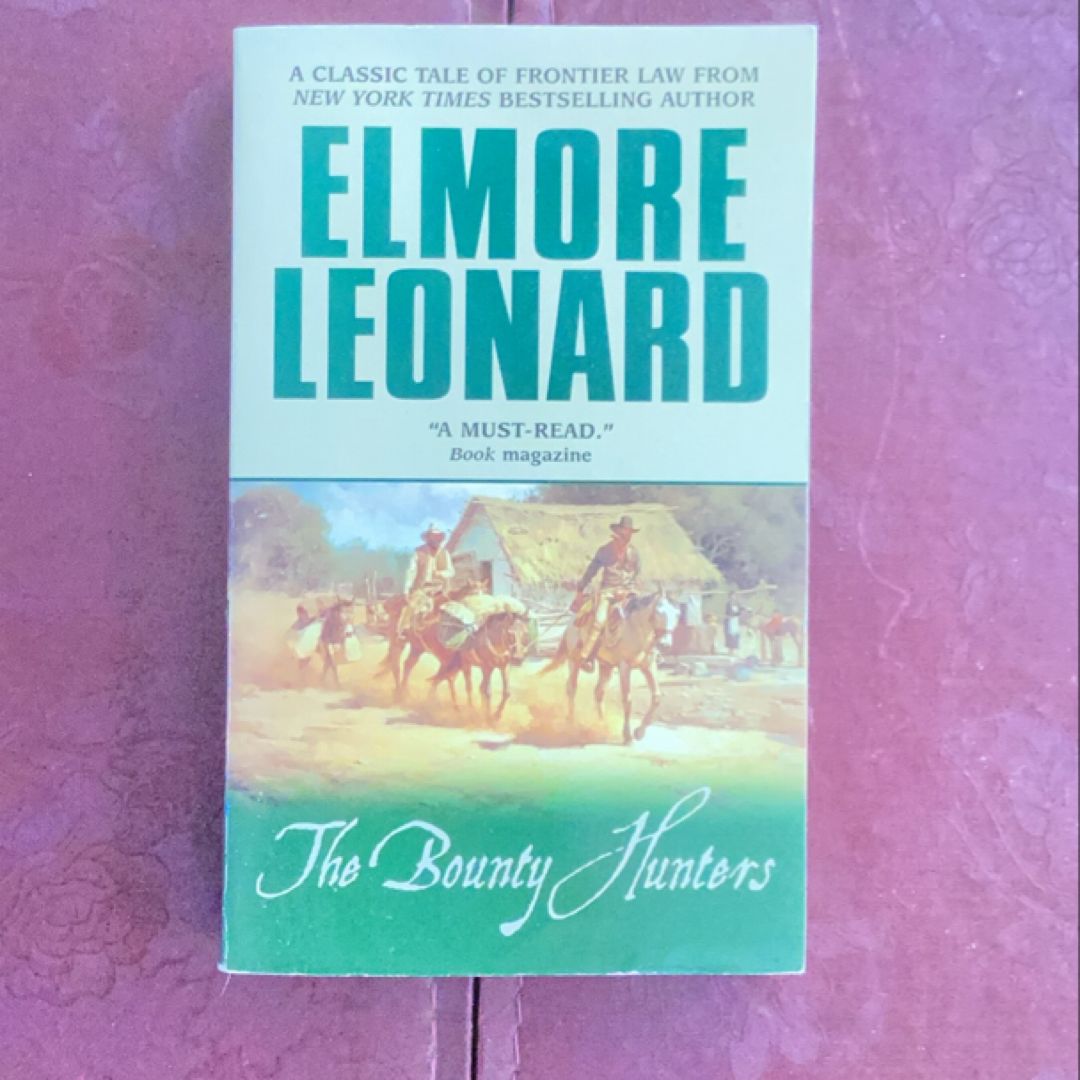 A CLASSIC TALE OF FRONTIER LAW FROM
NEW YORK TIMES BESTSELLING AUTHOR
ELMORE
LEONARD
“A MUST-READ.”
Book magazine
The Bounty Hunters